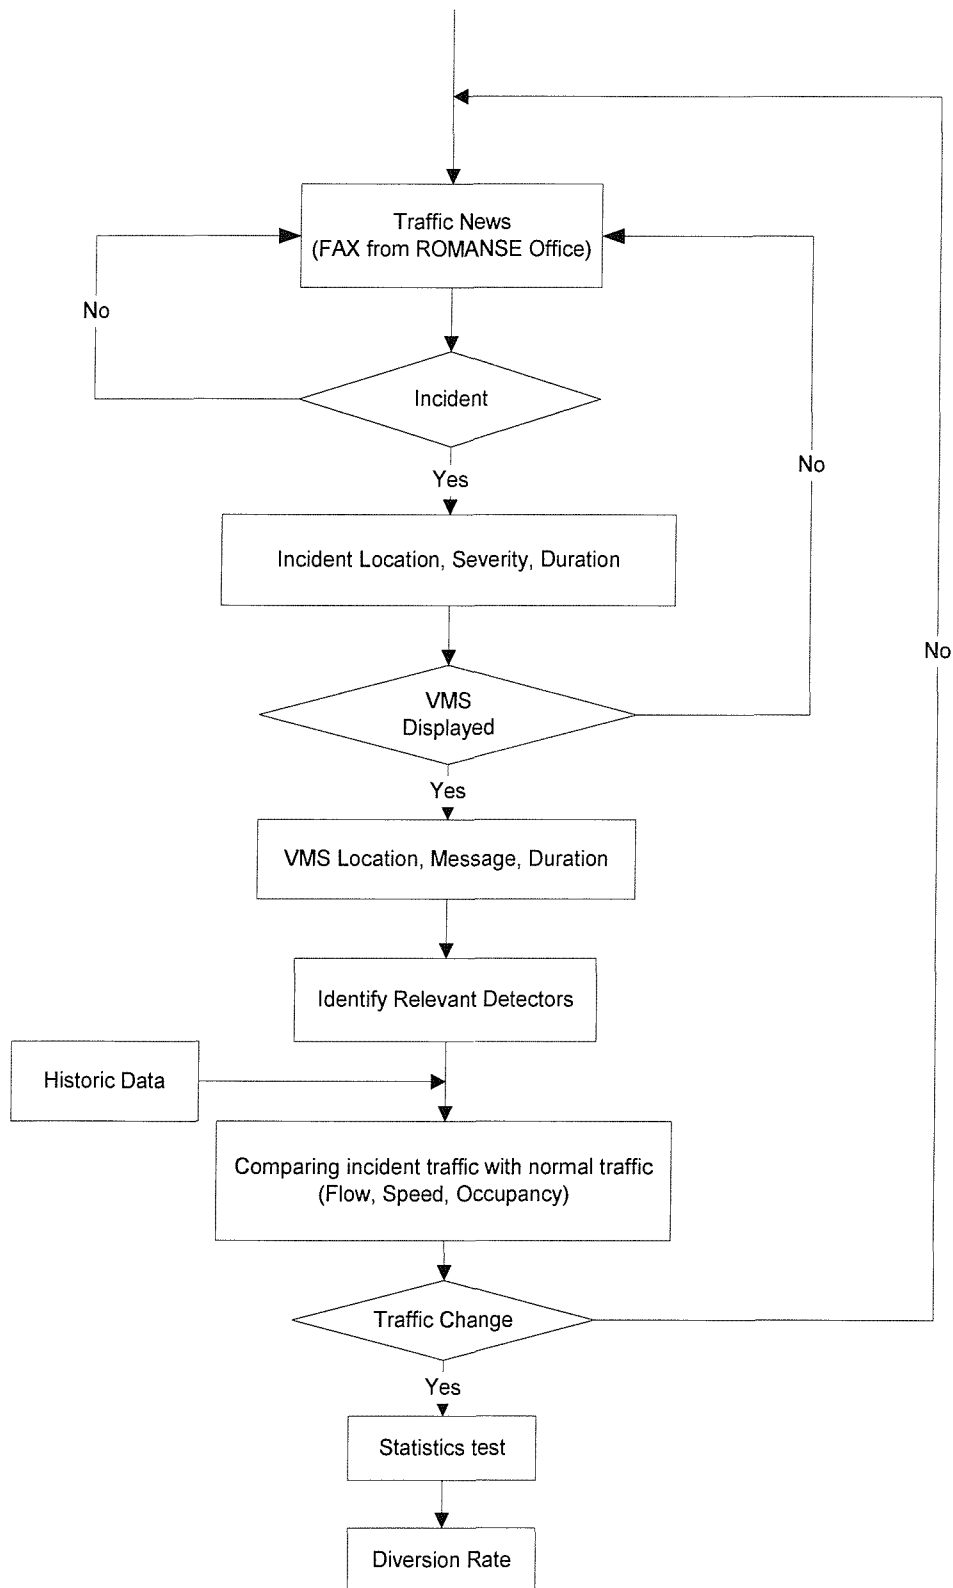 Traffic News
(FAX from ROMANSE Office)
No
Incident
Yes
No
Incident Location, Severity, Duration
No
VMS
Displayed
Yes
VMS Location, Message, Duration
Identify Relevant Detectors
Historic Data
Comparing incident traffic with normal traffic
(Flow, Speed, Occupancy)
Traffic Change
Yes
Statistics test
Diversion Rate